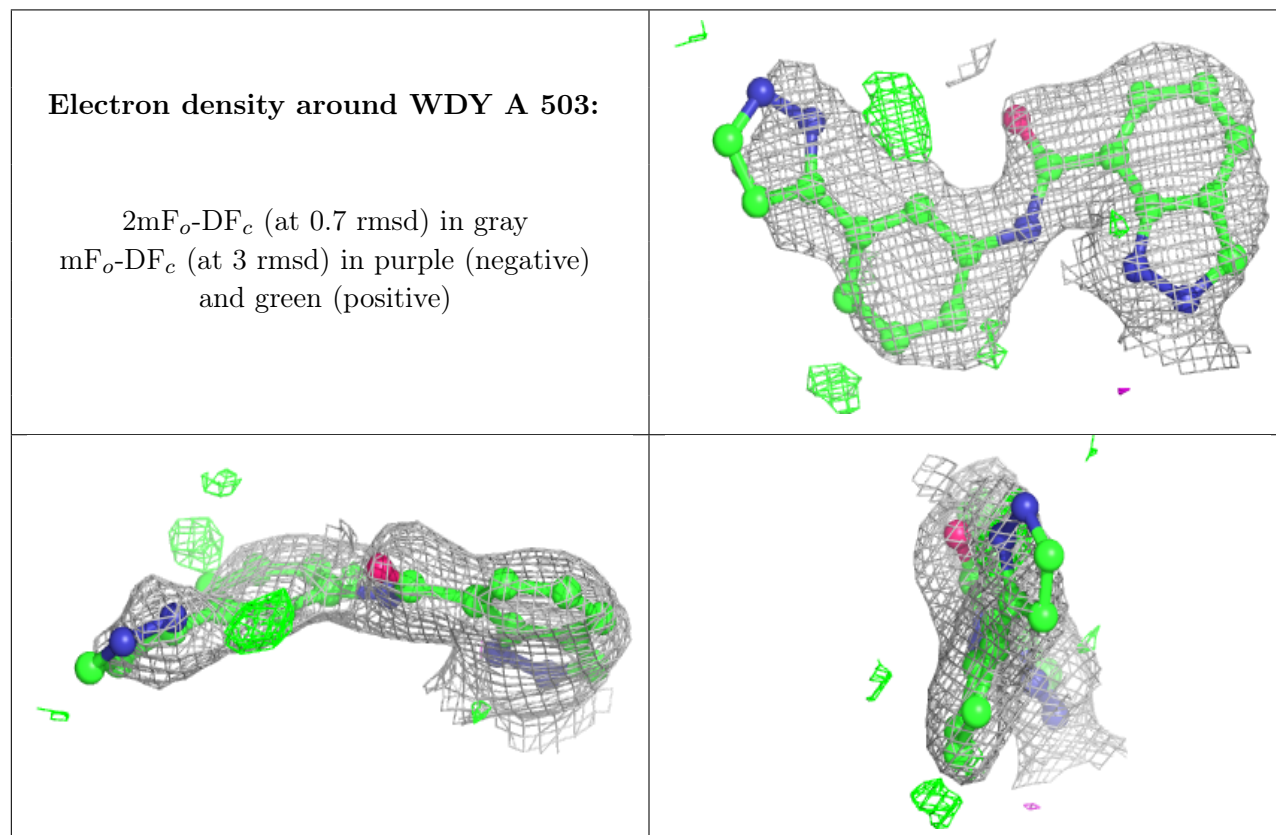 Electron density around WDY A 503:
2mFo-DFc (at 0.7 rmsd) in gray
mFo-DFc (at 3 rmsd) in purple (negative)
and green (positive)